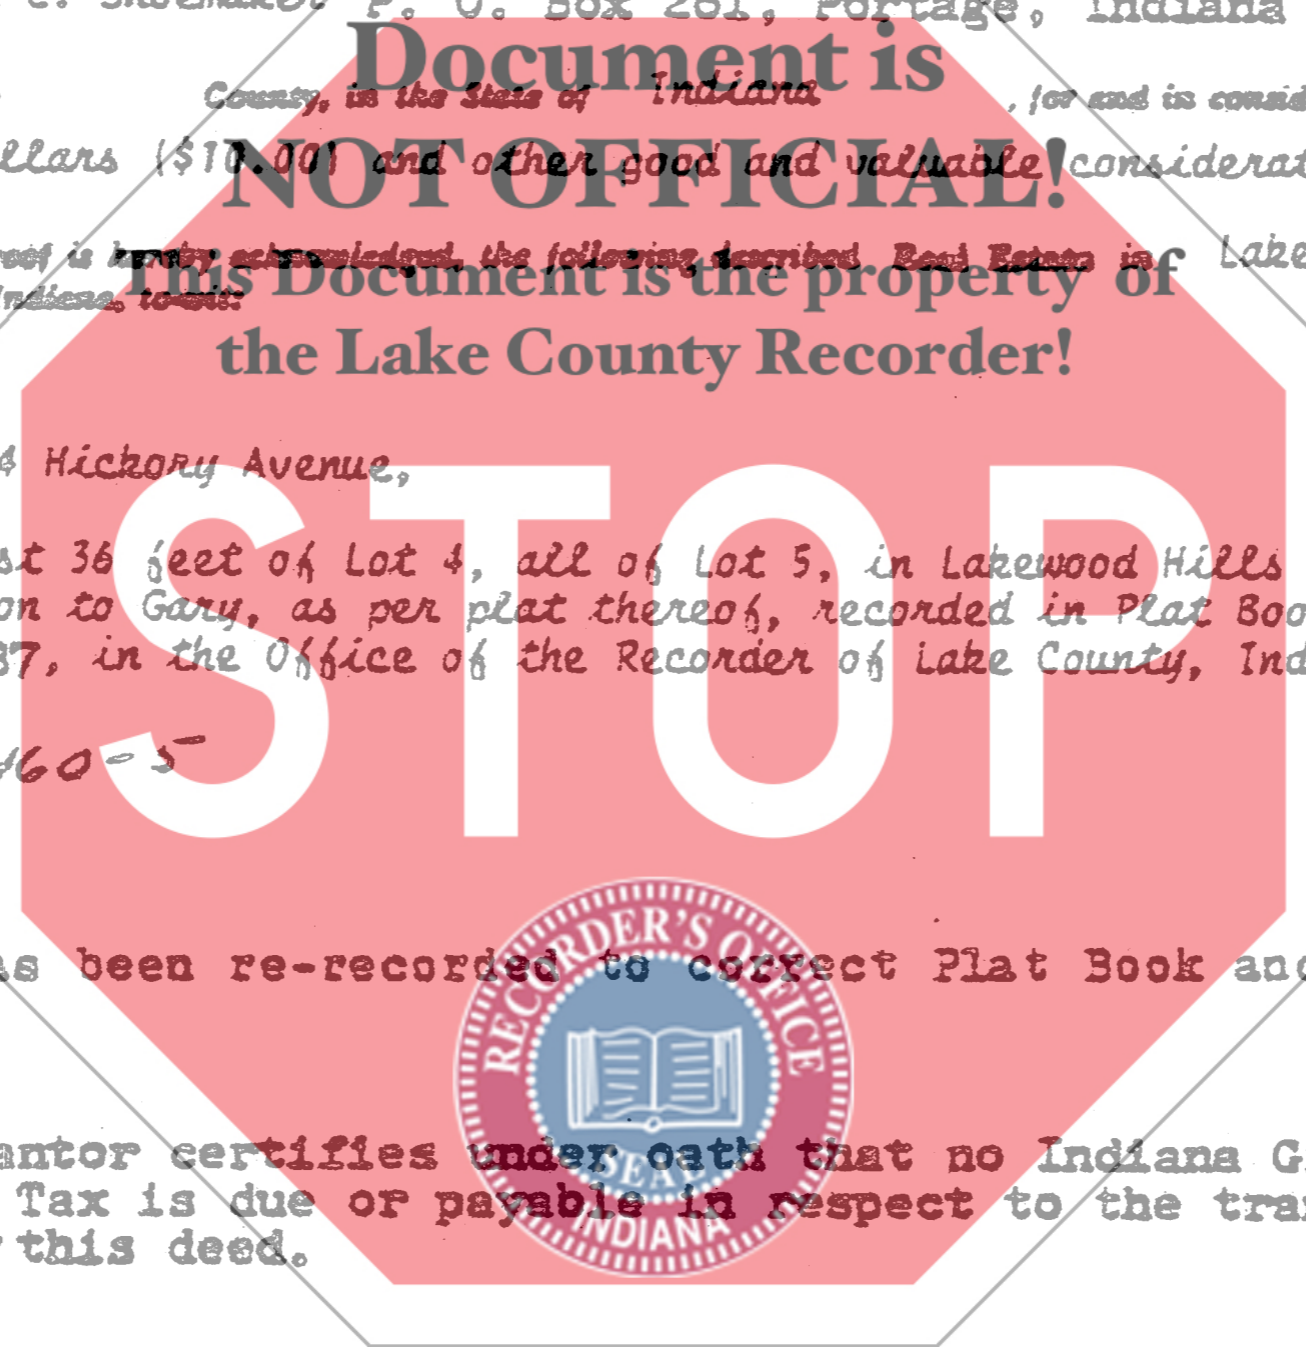 C. Shoemaker P. O. Box 261, Portage, Indiana
Document is
County, in the State of Indiana , for and in consid
NOT OFFICIAL!
llars ($10.00) and other good and valuable considerat
reof is hereby acknowledged, the following described Real Estate in Lake
This Document is the property of
Indiana, to-wit:
the Lake County Recorder!
Hickory Avenue,
STOP
st 36 feet of Lot 4, all of Lot 5, in Lakewood Hills
on to Gary, as per plat thereof, recorded in Plat Boo
37, in the Office of the Recorder of Lake County, Ind
460-5
as been re-recorded to correct Plat Book and
RECORDER'S OFFICE
SEAL
INDIANA
antor certifies under oath that no Indiana G
Tax is due or payable in respect to the tra
this deed.